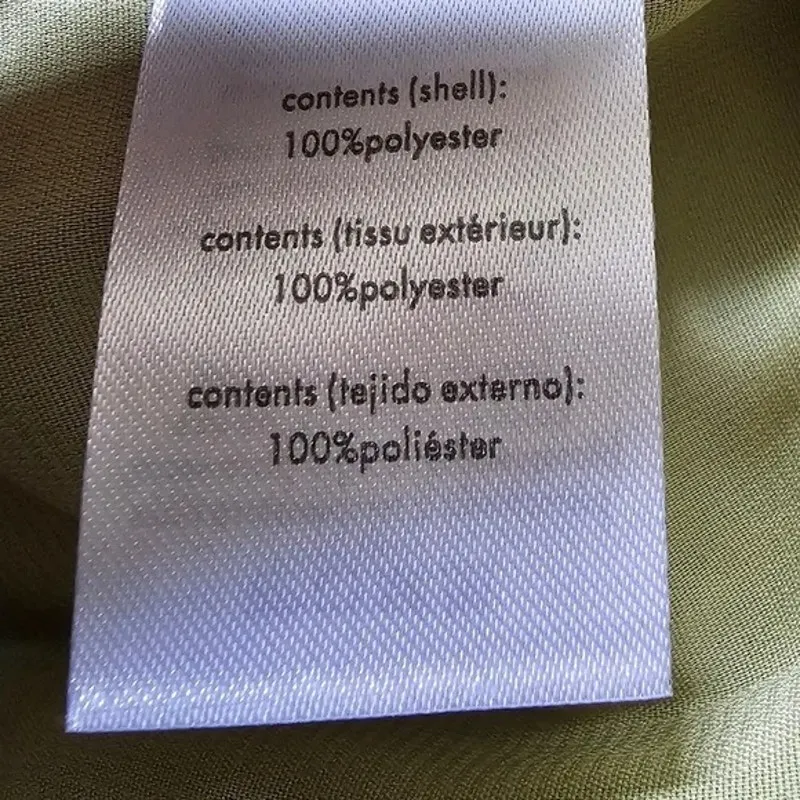 contents (shell):
100%polyester
contents (tissu extérieur):
100%polyester
contents (tejido externo):
100%poliéster